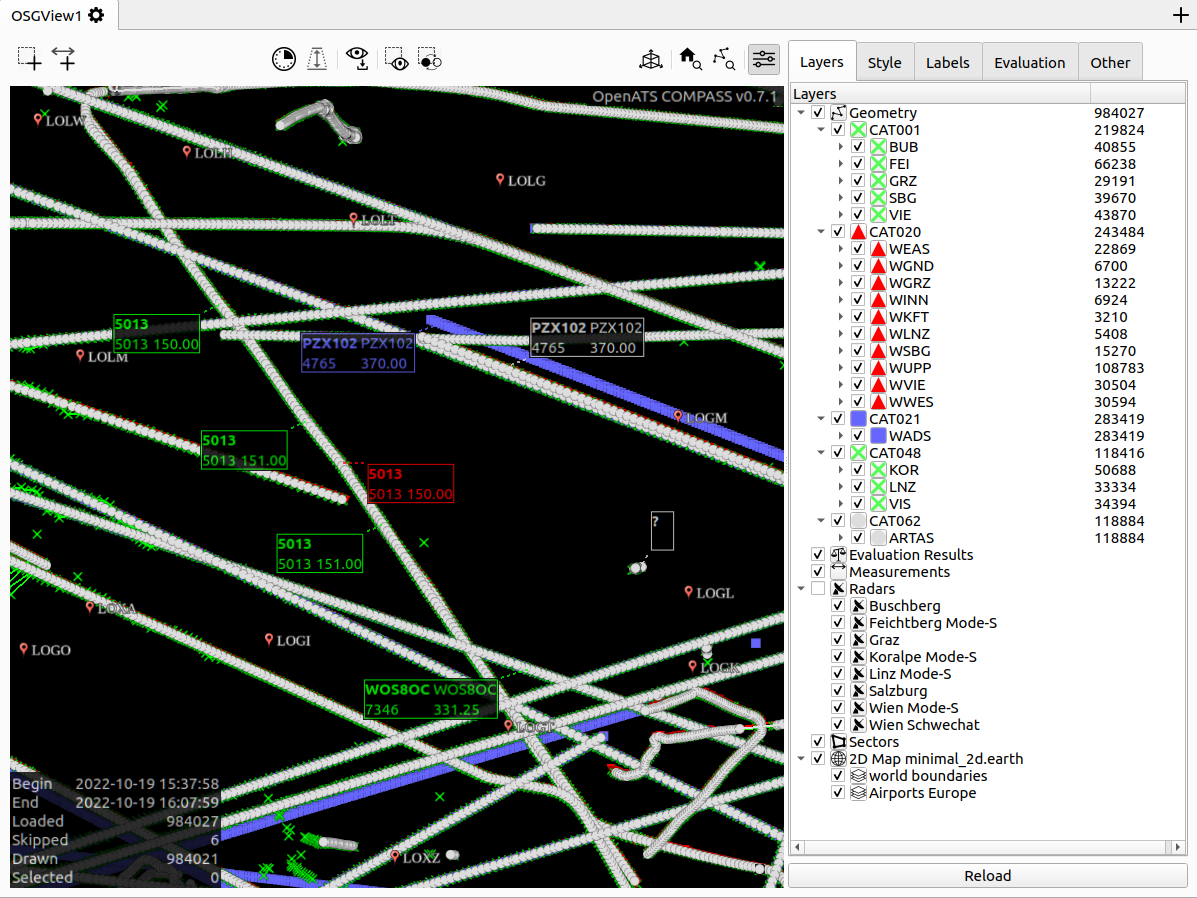 OSGView1
OpenATS COMPASS v0.7.1
LOLW
LOLG
LOLM
5013
5013 150.00
PZX102 PZX102
4765 370.00
PZX102 PZX102
4765 370.00
LOGM
5013
5013 151.00
5013
5013 150.00
5013
5013 151.00
?
LOXA
LOGL
LOGO
LOGI
LOGK
WOS8OC WOS8OC
7346 331.25
LOXZ
Begin 2022-10-19 15:37:58
End 2022-10-19 16:07:59
Loaded 984027
Skipped 6
Drawn 984021
Selected 0
Layers Style Labels Evaluation Other
Layers
Geometry 984027
CAT001 219824
BUB 40855
FEI 66238
GRZ 29191
SBG 39670
VIE 43870
CAT020 243484
WEAS 22869
WGND 6700
WGRZ 13222
WINN 6924
WKFT 3210
WLNZ 5408
WSBG 15270
WUPP 108783
WVIE 30504
WWES 30594
CAT021 283419
WADS 283419
CAT048 118416
KOR 50688
LNZ 33334
VIS 34394
CAT062 118884
ARTAS 118884
Evaluation Results
Measurements
Radars
Buschberg
Feichtberg Mode-S
Graz
Koralpe Mode-S
Linz Mode-S
Salzburg
Wien Mode-S
Wien Schwechat
Sectors
2D Map minimal_2d.earth
world boundaries
Airports Europe
Reload